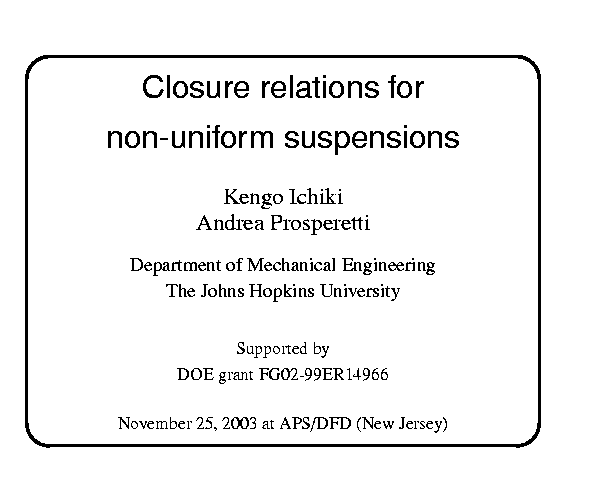 Closure relations for
non-uniform suspensions
Kengo Ichiki
Andrea Prosperetti
Department of Mechanical Engineering
The Johns Hopkins University
Supported by
DOE grant FG02-99ER14966
November 25, 2003 at APS/DFD (New Jersey)